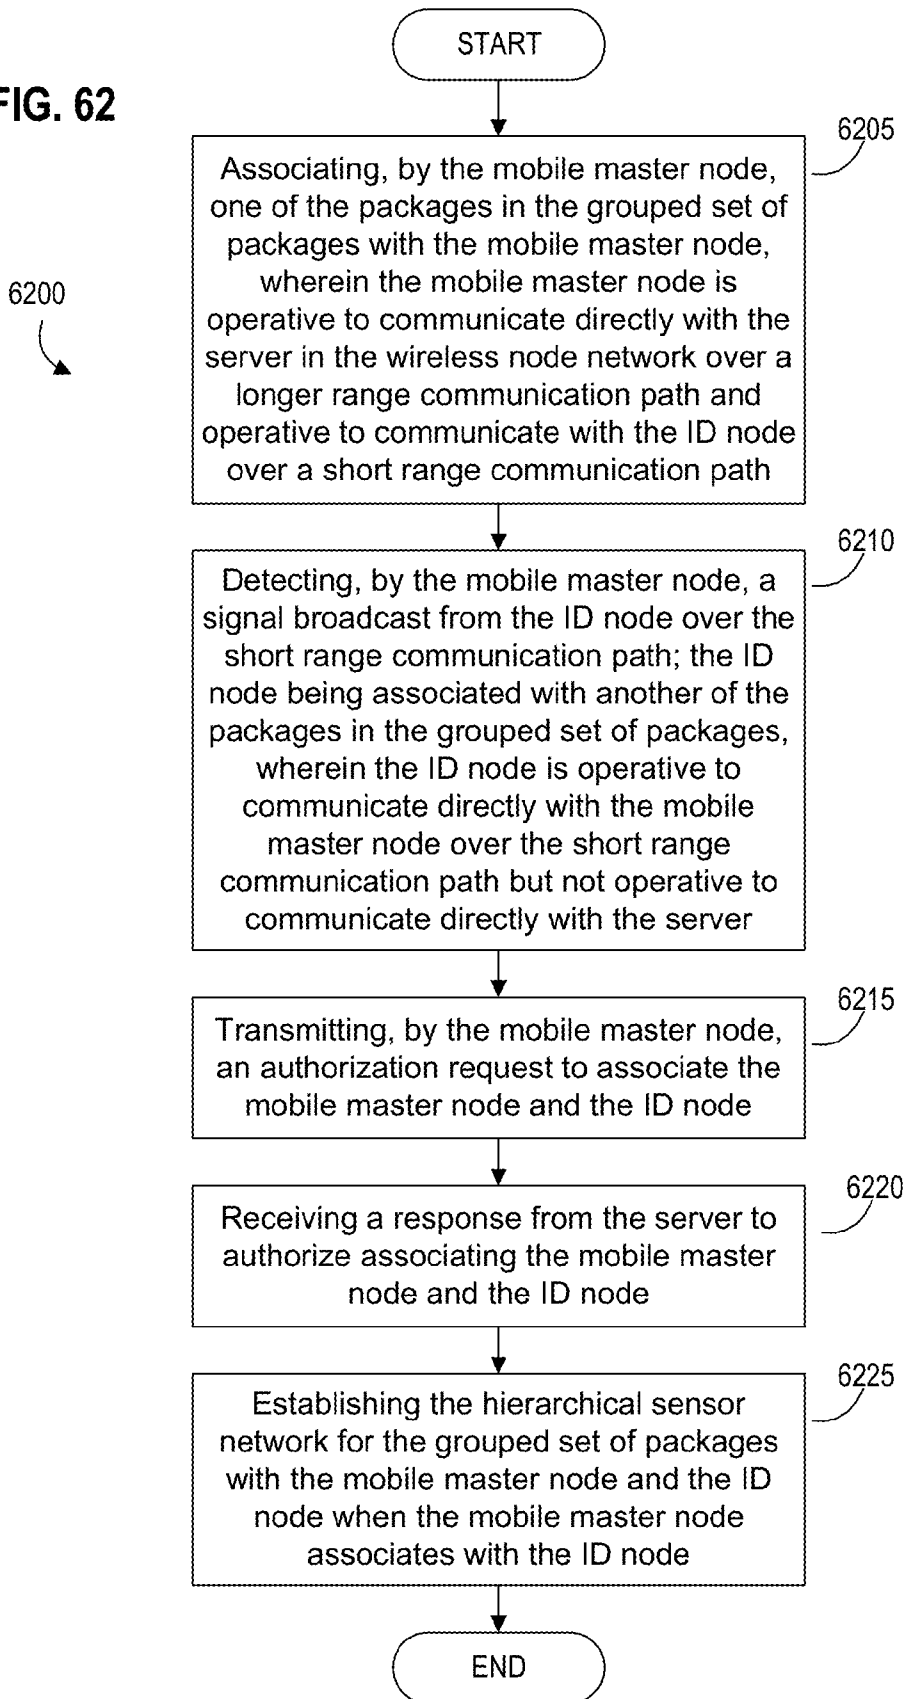 START
FIG. 62
6205
Associating, by the mobile master node,
one of the packages in the grouped set of
packages with the mobile master node,
wherein the mobile master node is
operative to communicate directly with the
server in the wireless node network over a
longer range communication path and
operative to communicate with the ID node
over a short range communication path
6200
6210
Detecting, by the mobile master node, a
signal broadcast from the ID node over the
short range communication path; the ID
node being associated with another of the
packages in the grouped set of packages,
wherein the ID node is operative to
communicate directly with the mobile
master node over the short range
communication path but not operative to
communicate directly with the server
6215
Transmitting, by the mobile master node,
an authorization request to associate the
mobile master node and the ID node
6220
Receiving a response from the server to
authorize associating the mobile master
node and the ID node
6225
Establishing the hierarchical sensor
network for the grouped set of packages
with the mobile master node and the ID
node when the mobile master node
associates with the ID node
END